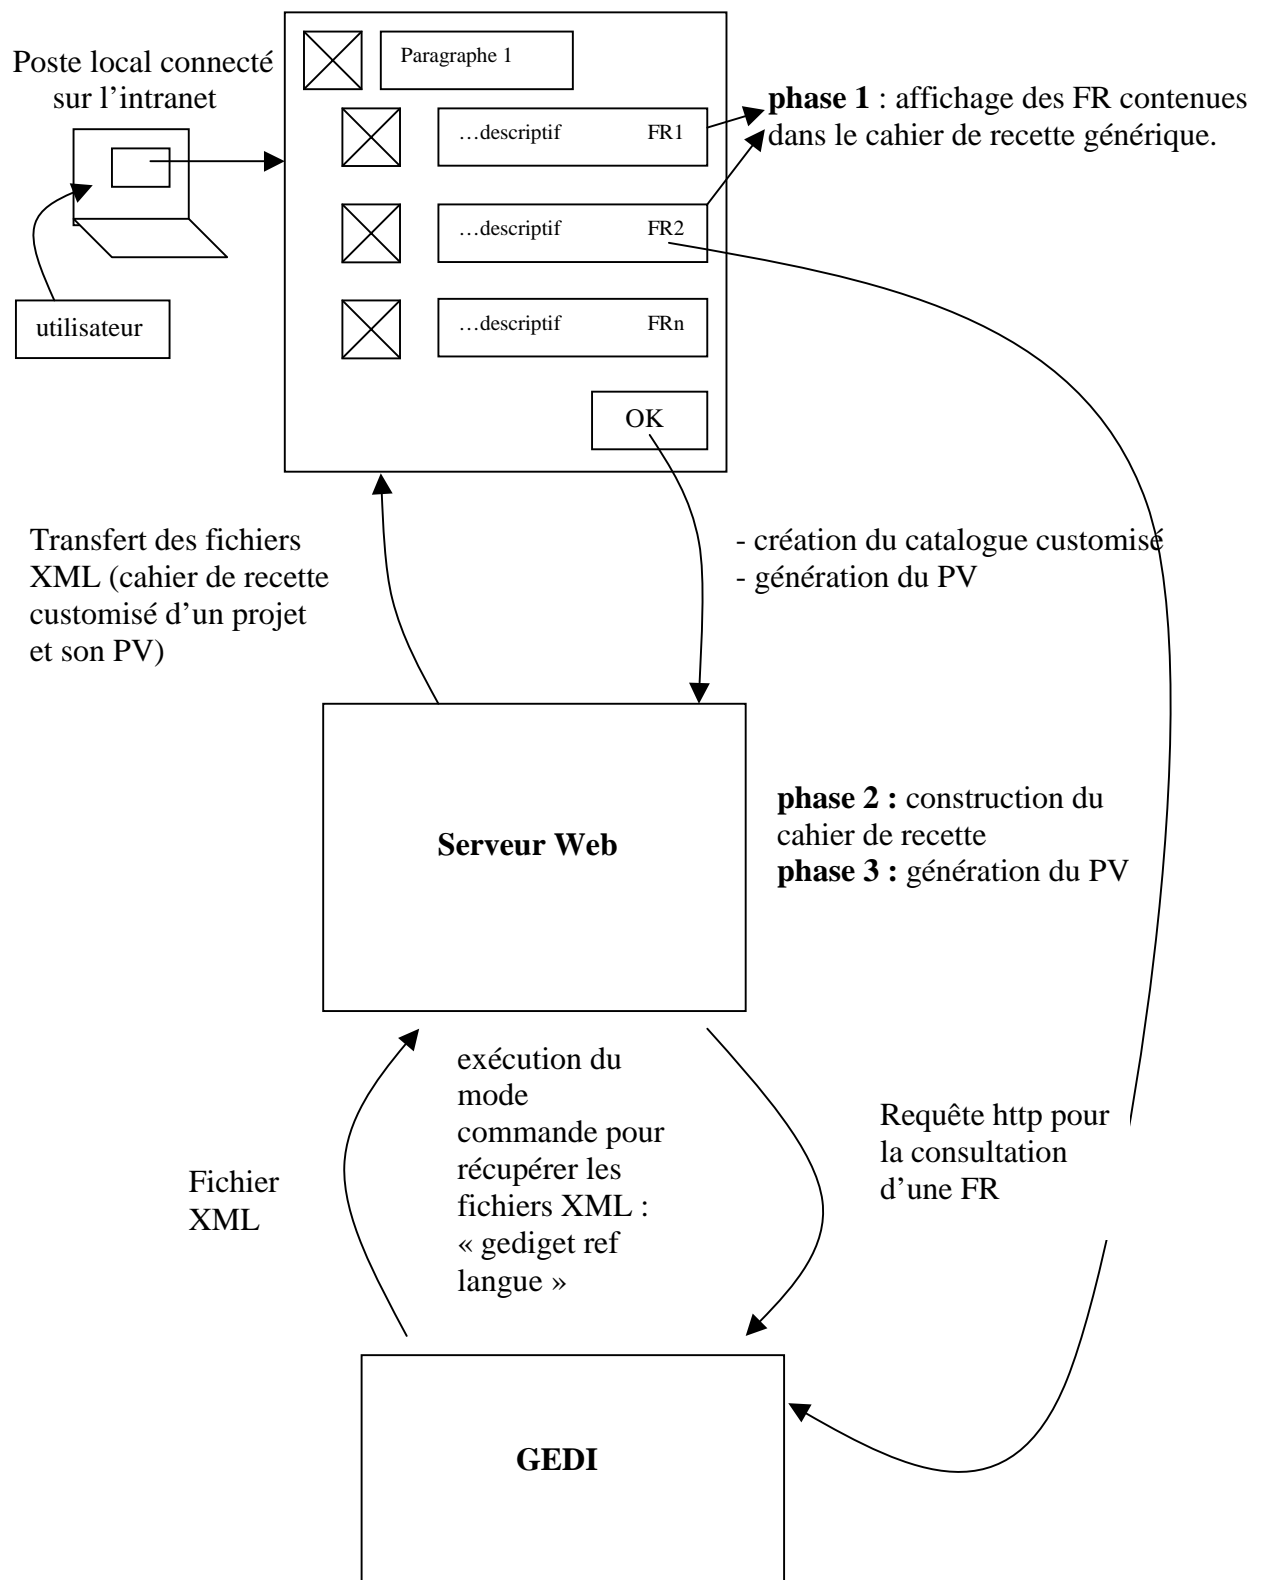 Poste local connecté
sur l’intranet
utilisateur
Paragraphe 1
…descriptif FR1
…descriptif FR2
…descriptif FRn
OK
phase 1 : affichage des FR contenues
dans le cahier de recette générique.
Transfert des fichiers
XML (cahier de recette
customisé d’un projet
et son PV)
- création du catalogue customisé
- génération du PV
Serveur Web
phase 2 : construction du
cahier de recette
phase 3 : génération du PV
Fichier
XML
exécution du
mode
commande pour
récupérer les
fichiers XML :
« gediget ref
langue »
Requête http pour
la consultation
d’une FR
GEDI